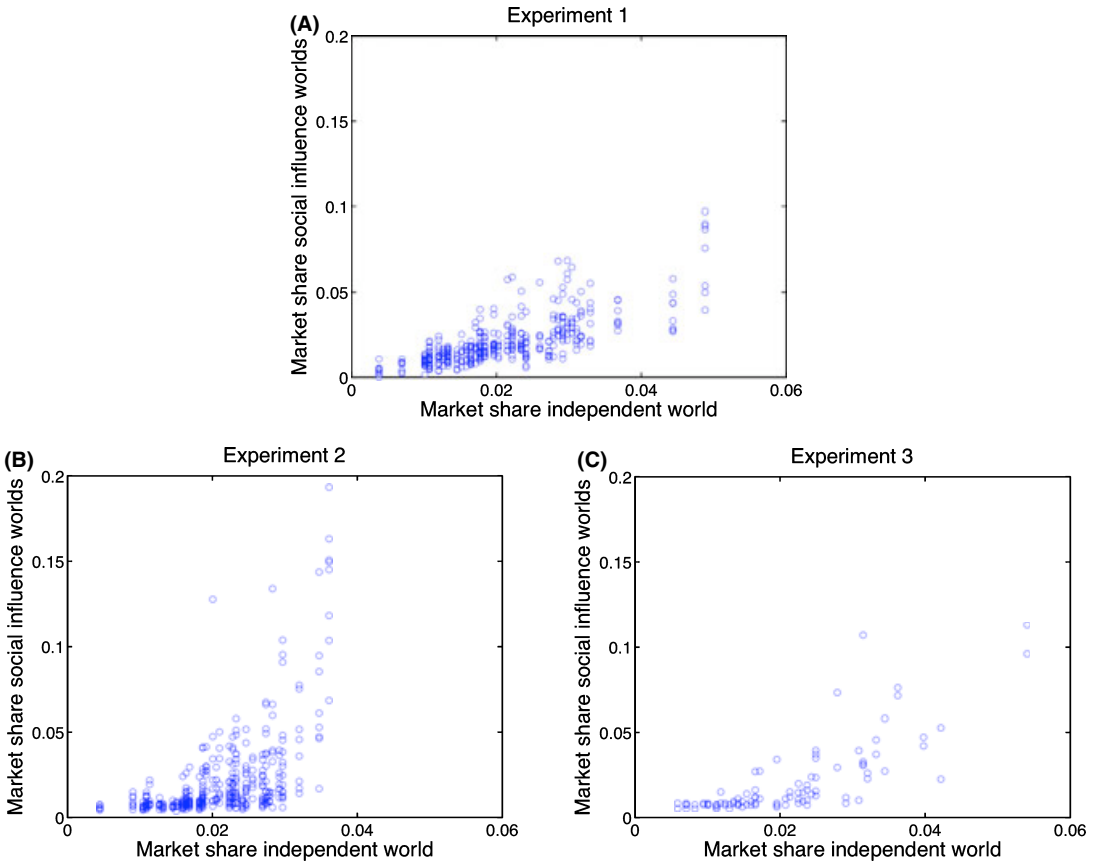 (A)
Experiment 1
Market share social influence worlds
0.2
0.15
0.1
0.05
0
0 0.02 0.04 0.06
Market share independent world
(B)
Experiment 2
Market share social influence worlds
0.2
0.15
0.1
0.05
0
0 0.02 0.04 0.06
Market share independent world
(C)
Experiment 3
Market share social influence worlds
0.2
0.15
0.1
0.05
0
0 0.02 0.04 0.06
Market share independent world